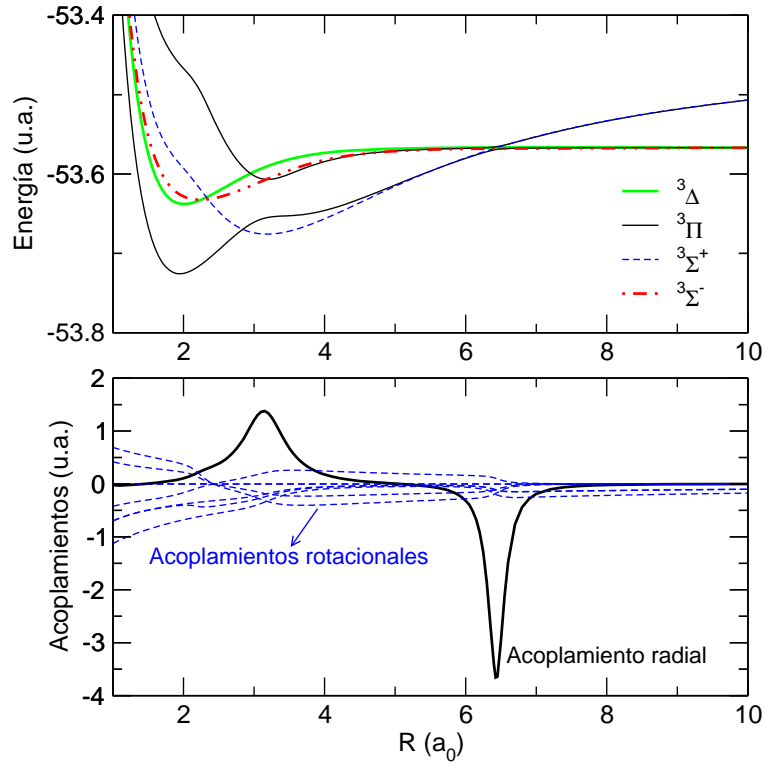 -53.4
-53.6
-53.8
Energía (u.a.)
³Δ
³Π
³Σ⁺
³Σ⁻
2 4 6 8 10
2
1
0
-1
-2
-3
-4
Acoplamientos (u.a.)
Acoplamientos rotacionales
Acoplamiento radial
2 4 6 8 10
R (a₀)